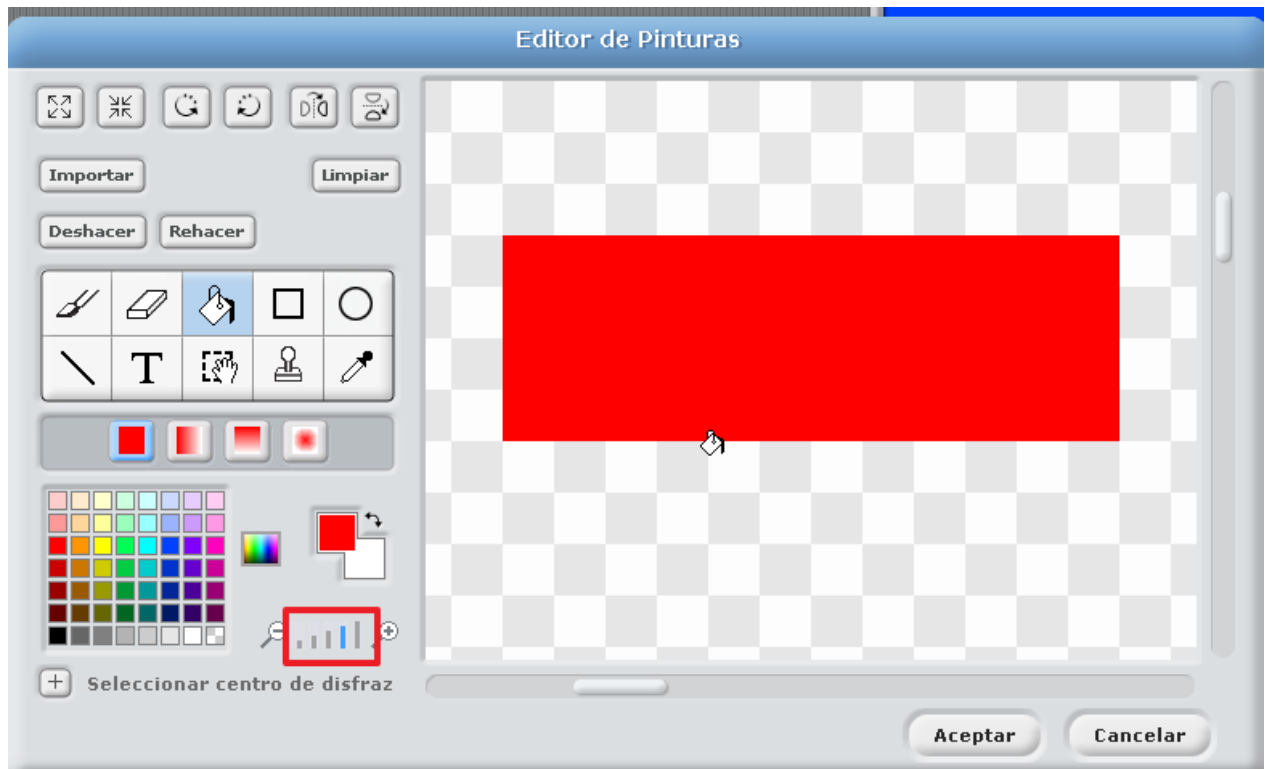 Editor de Pinturas
Importar
Limpiar
Deshacer
Rehacer
T
Seleccionar centro de disfraz
Aceptar
Cancelar